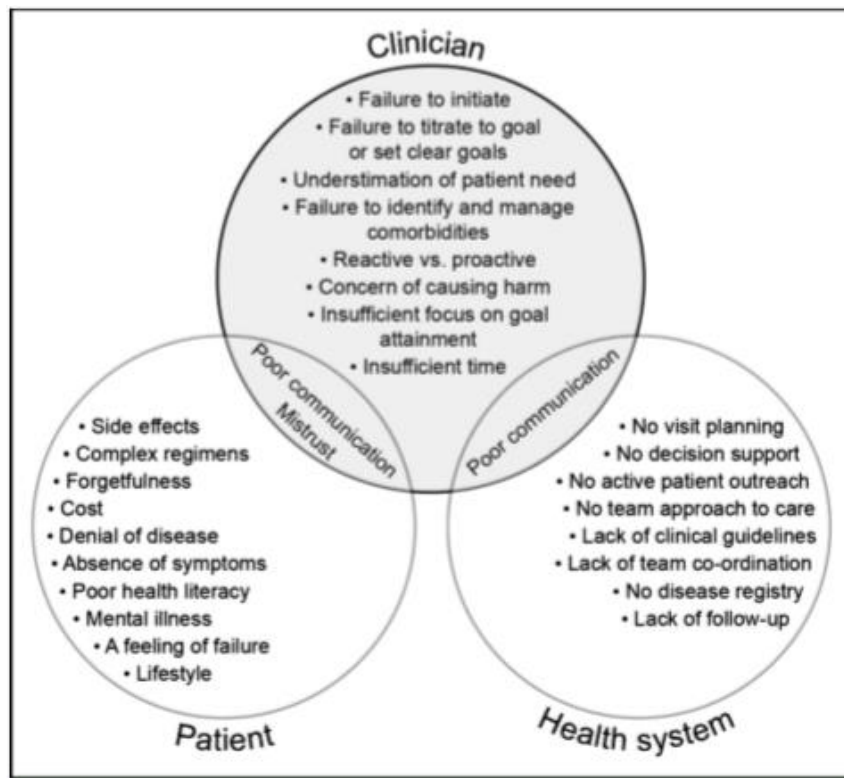 Clinician
• Failure to initiate
• Failure to titrate to goal
or set clear goals
• Understimation of patient need
• Failure to identify and manage
comorbidities
• Reactive vs. proactive
• Concern of causing harm
• Insufficient focus on goal
attainment
• Insufficient time
Poor communication
Mistrust
Poor communication
• Side effects
• Complex regimens
• Forgetfulness
• Cost
• Denial of disease
• Absence of symptoms
• Poor health literacy
• Mental illness
• A feeling of failure
• Lifestyle
Patient
• No visit planning
• No decision support
• No active patient outreach
• No team approach to care
• Lack of clinical guidelines
• Lack of team co-ordination
• No disease registry
• Lack of follow-up
Health system